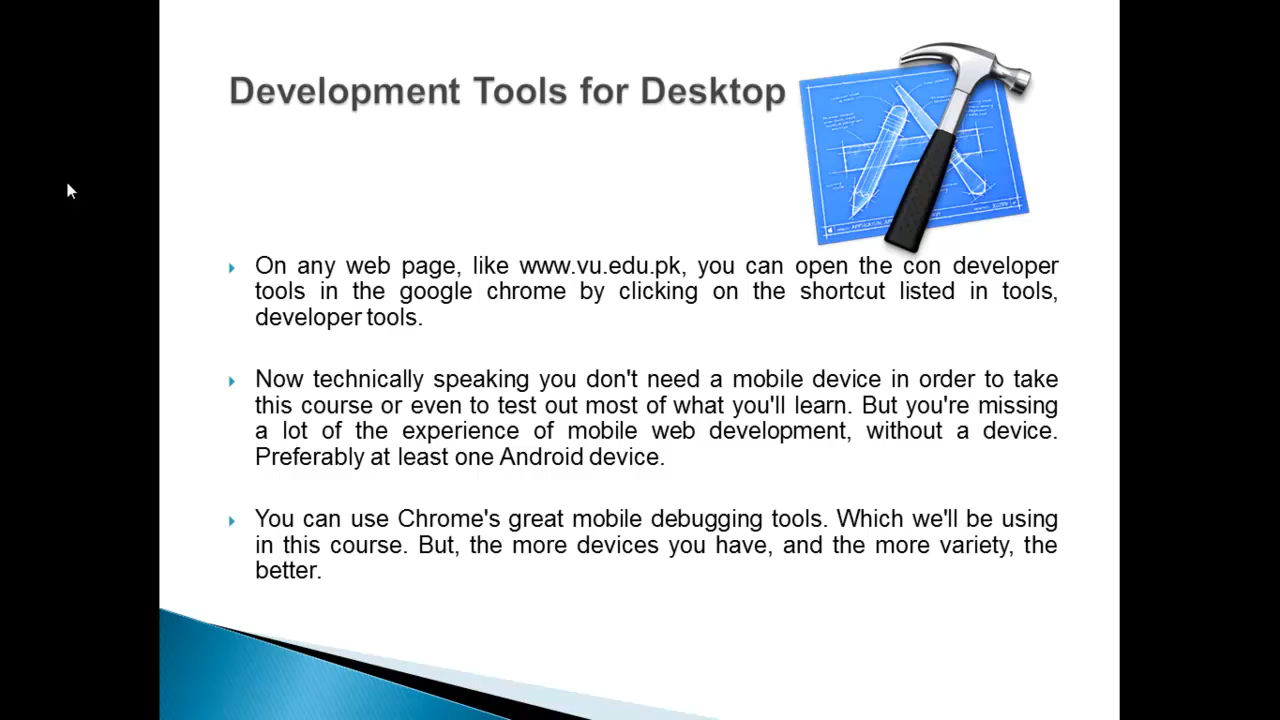 Development Tools for Desktop
On any web page, like www.vu.edu.pk, you can open the con developer
tools in the google chrome by clicking on the shortcut listed in tools,
developer tools.
Now technically speaking you don't need a mobile device in order to take
this course or even to test out most of what you'll learn. But you're missing
a lot of the experience of mobile web development, without a device.
Preferably at least one Android device.
You can use Chrome's great mobile debugging tools. Which we'll be using
in this course. But, the more devices you have, and the more variety, the
better.